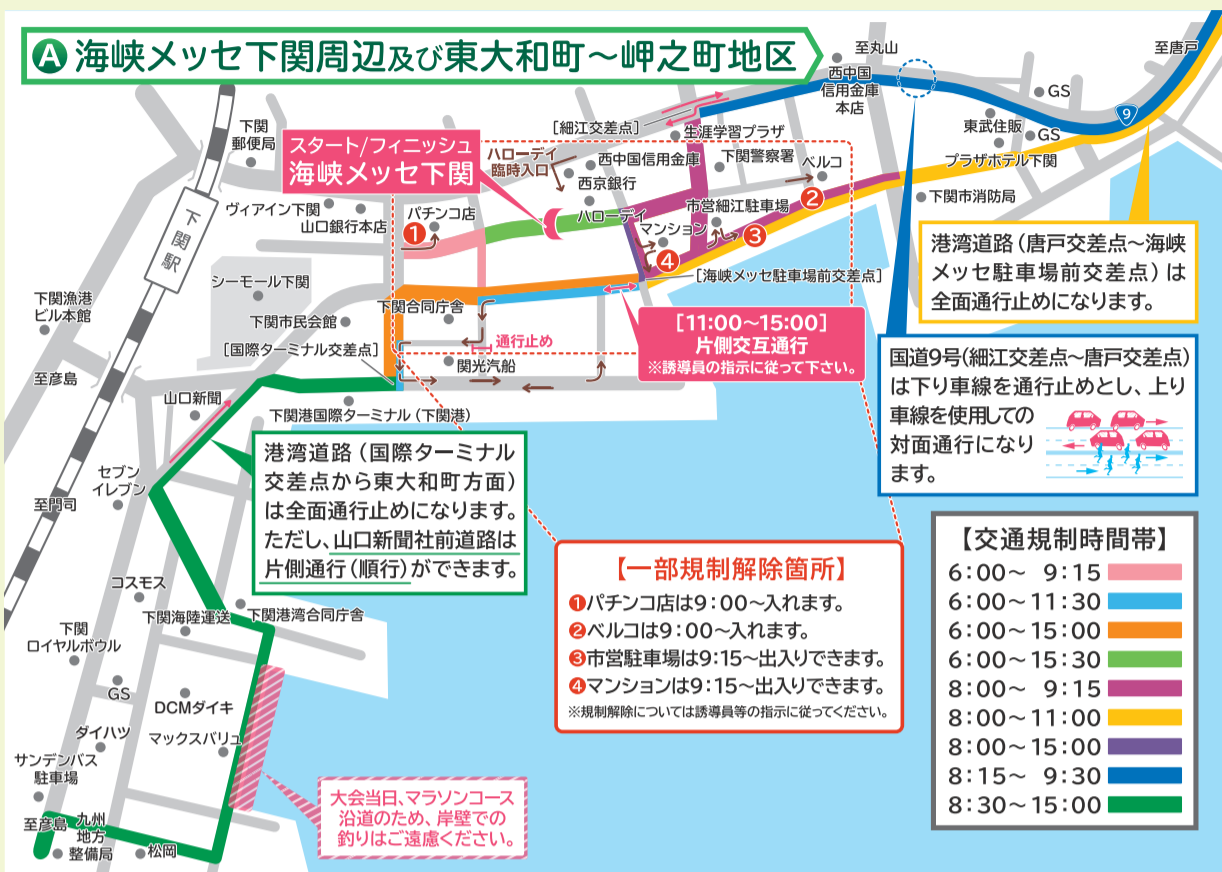 A 海峡メッセ下関周辺及び東大和町〜岬之町地区
至丸山
至唐戸
西中国
信用金庫
本店
GS
9
東武住販
GS
プラザホテル下関
[細江交差点]
生涯学習プラザ
下関
郵便局
スタート/フィニッシュ
海峡メッセ下関
ハローデイ
臨時入口
西中国信用金庫
下関警察署
ベルコ
西京銀行
2
下関市消防局
ヴィアイン下関
山口銀行本店
パチンコ店
1
ハローデイ
市営細江駐車場
マンション
3
4
下関駅
[海峡メッセ駐車場前交差点]
港湾道路(唐戸交差点〜海峡
メッセ駐車場前交差点)は
全面通行止めになります。
シーモール下関
下関漁港
ビル本館
下関合同庁舎
下関市民会館
[国際ターミナル交差点]
通行止め
関光汽船
[11:00〜15:00]
片側交互通行
※誘導員の指示に従って下さい。
国道9号(細江交差点〜唐戸交差点)
は下り車線を通行止めとし、上り
車線を使用しての
対面通行になり
ます。
至彦島
山口新聞
下関港国際ターミナル(下関港)
港湾道路(国際ターミナル
交差点から東大和町方面)
は全面通行止めになります。
ただし、山口新聞社前道路は
片側通行(順行)ができます。
セブン
イレブン
至門司
【一部規制解除箇所】
1パチンコ店は9:00〜入れます。
2ベルコは9:00〜入れます。
3市営駐車場は9:15〜出入りできます。
4マンションは9:15〜出入りできます。
※規制解除については誘導員等の指示に従ってください。
【交通規制時間帯】
6:00〜 9:15
6:00〜11:30
6:00〜15:00
6:00〜15:30
8:00〜 9:15
8:00〜11:00
8:00〜15:00
8:15〜 9:30
8:30〜15:00
コスモス
下関海陸運送
下関港湾合同庁舎
下関
ロイヤルボウル
GS
DCMダイキ
ダイハツ
マックスバリュ
サンデンバス
駐車場
大会当日、マラソンコース
沿道のため、岸壁での
釣りはご遠慮ください。
至彦島
九州
地方
整備局
松岡